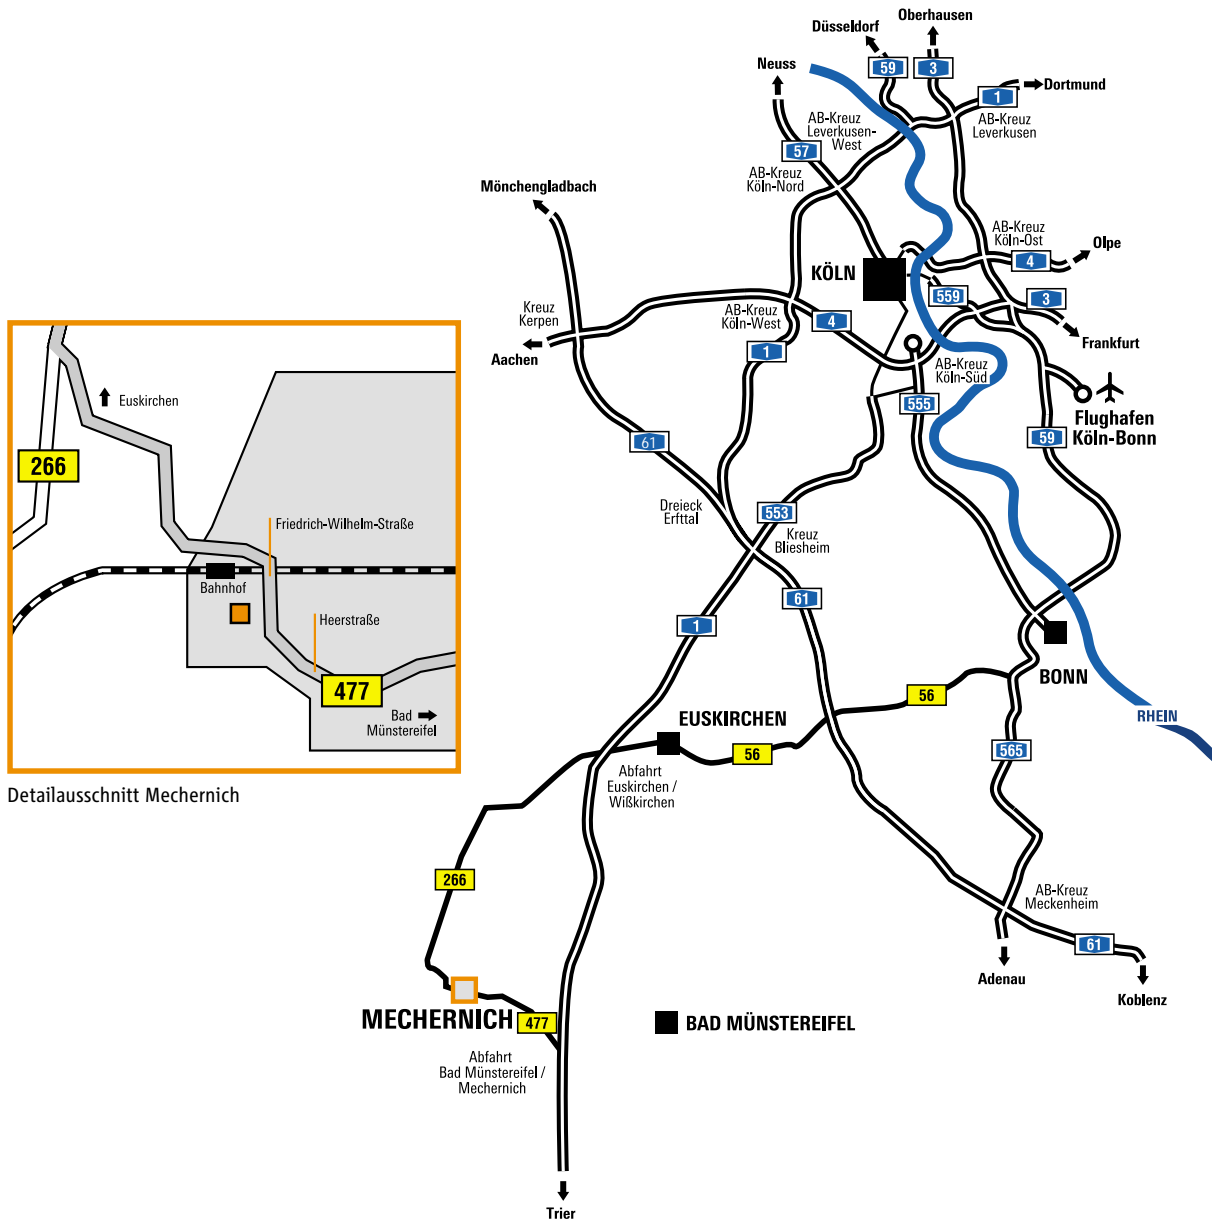 Oberhausen
Düsseldorf
59
3
Neuss
Dortmund
1
AB-Kreuz
Leverkusen
AB-Kreuz
Leverkusen-
West
57
AB-Kreuz
Köln-Nord
Mönchengladbach
AB-Kreuz
Köln-Ost
Olpe
4
KÖLN
559
3
Kreuz
Kerpen
AB-Kreuz
Köln-West
4
Frankfurt
Aachen
1
AB-Kreuz
Köln-Süd
555
Flughafen
Köln-Bonn
61
59
Dreieck
Erfttal
553
Kreuz
Bliesheim
61
1
BONN
56
RHEIN
EUSKIRCHEN
56
565
Abfahrt
Euskirchen /
Wißkirchen
266
AB-Kreuz
Meckenheim
61
Adenau
Koblenz
MECHERNICH
477
BAD MÜNSTEREIFEL
Abfahrt
Bad Münstereifel /
Mechernich
Trier
Euskirchen
266
Friedrich-Wilhelm-Straße
Bahnhof
Heerstraße
477
Bad
Münstereifel
Detailausschnitt Mechernich